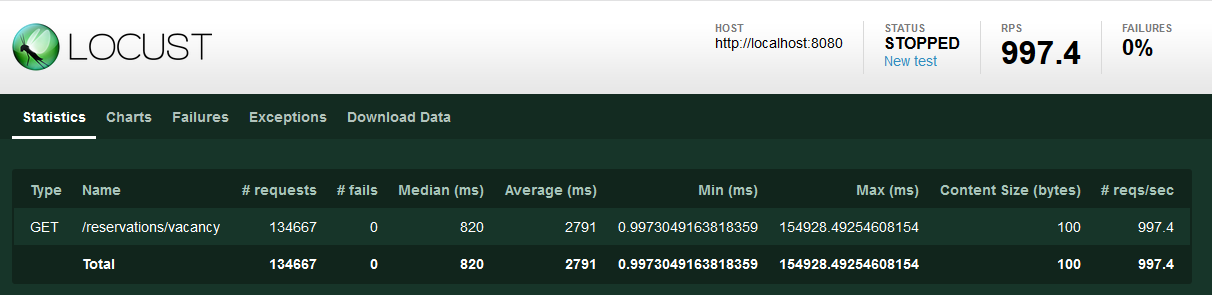 LOCUST
HOST
http://localhost:8080
STATUS
STOPPED
New test
RPS
997.4
FAILURES
0%
Statistics Charts Failures Exceptions Download Data
Type Name # requests # fails Median (ms) Average (ms) Min (ms) Max (ms) Content Size (bytes) # reqs/sec
GET /reservations/vacancy 134667 0 820 2791 0.9973049163818359 154928.49254608154 100 997.4
Total 134667 0 820 2791 0.9973049163818359 154928.49254608154 100 997.4